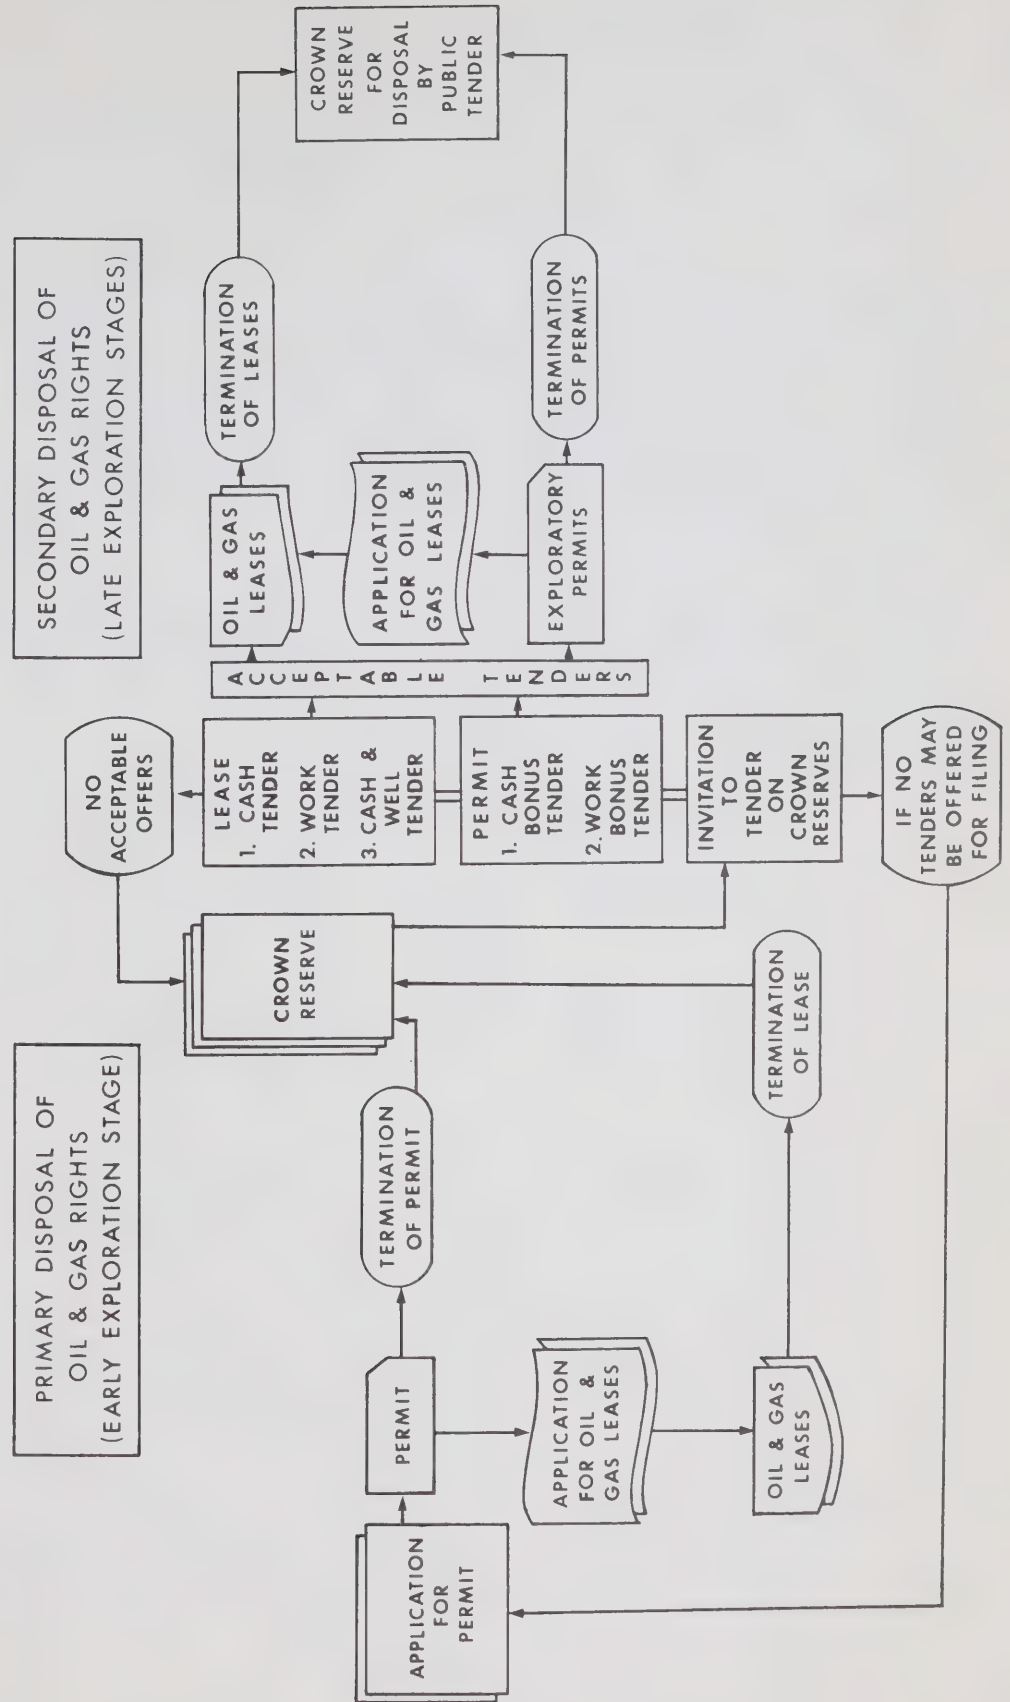 PRIMARY DISPOSAL OF
OIL & GAS RIGHTS
(EARLY EXPLORATION STAGE)
SECONDARY DISPOSAL OF
OIL & GAS RIGHTS
(LATE EXPLORATION STAGES)
APPLICATION
FOR
PERMIT
PERMIT
TERMINATION
OF PERMIT
APPLICATION
FOR OIL &
GAS LEASES
OIL & GAS
LEASES
TERMINATION
OF LEASE
CROWN
RESERVE
NO
ACCEPTABLE
OFFERS
LEASE
1. CASH
TENDER
2. WORK
TENDER
3. CASH &
WELL
TENDER
PERMIT
1. CASH
BONUS
TENDER
2. WORK
BONUS
TENDER
INVITATION
TO
TENDER
ON
CROWN
RESERVES
IF NO
TENDERS MAY
BE OFFERED
FOR FILING
ACCEPTABLE TENDERS
OIL & GAS
LEASES
APPLICATION
FOR OIL &
GAS LEASES
EXPLORATORY
PERMITS
TERMINATION
OF LEASES
TERMINATION
OF PERMITS
CROWN
RESERVE
FOR
DISPOSAL
BY
PUBLIC
TENDER